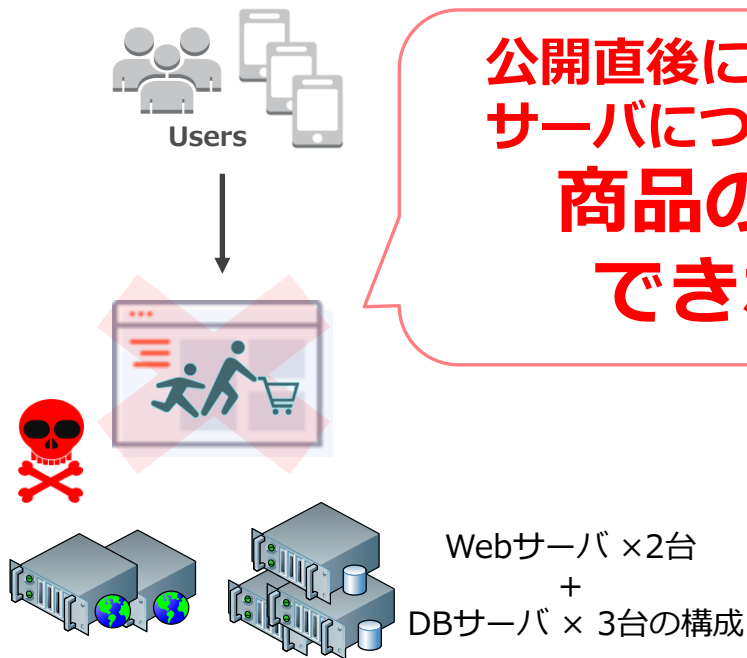 Users
公開直後に
サーバにつ
商品の
でき
Webサーバ ×2台
+
DBサーバ × 3台の構成